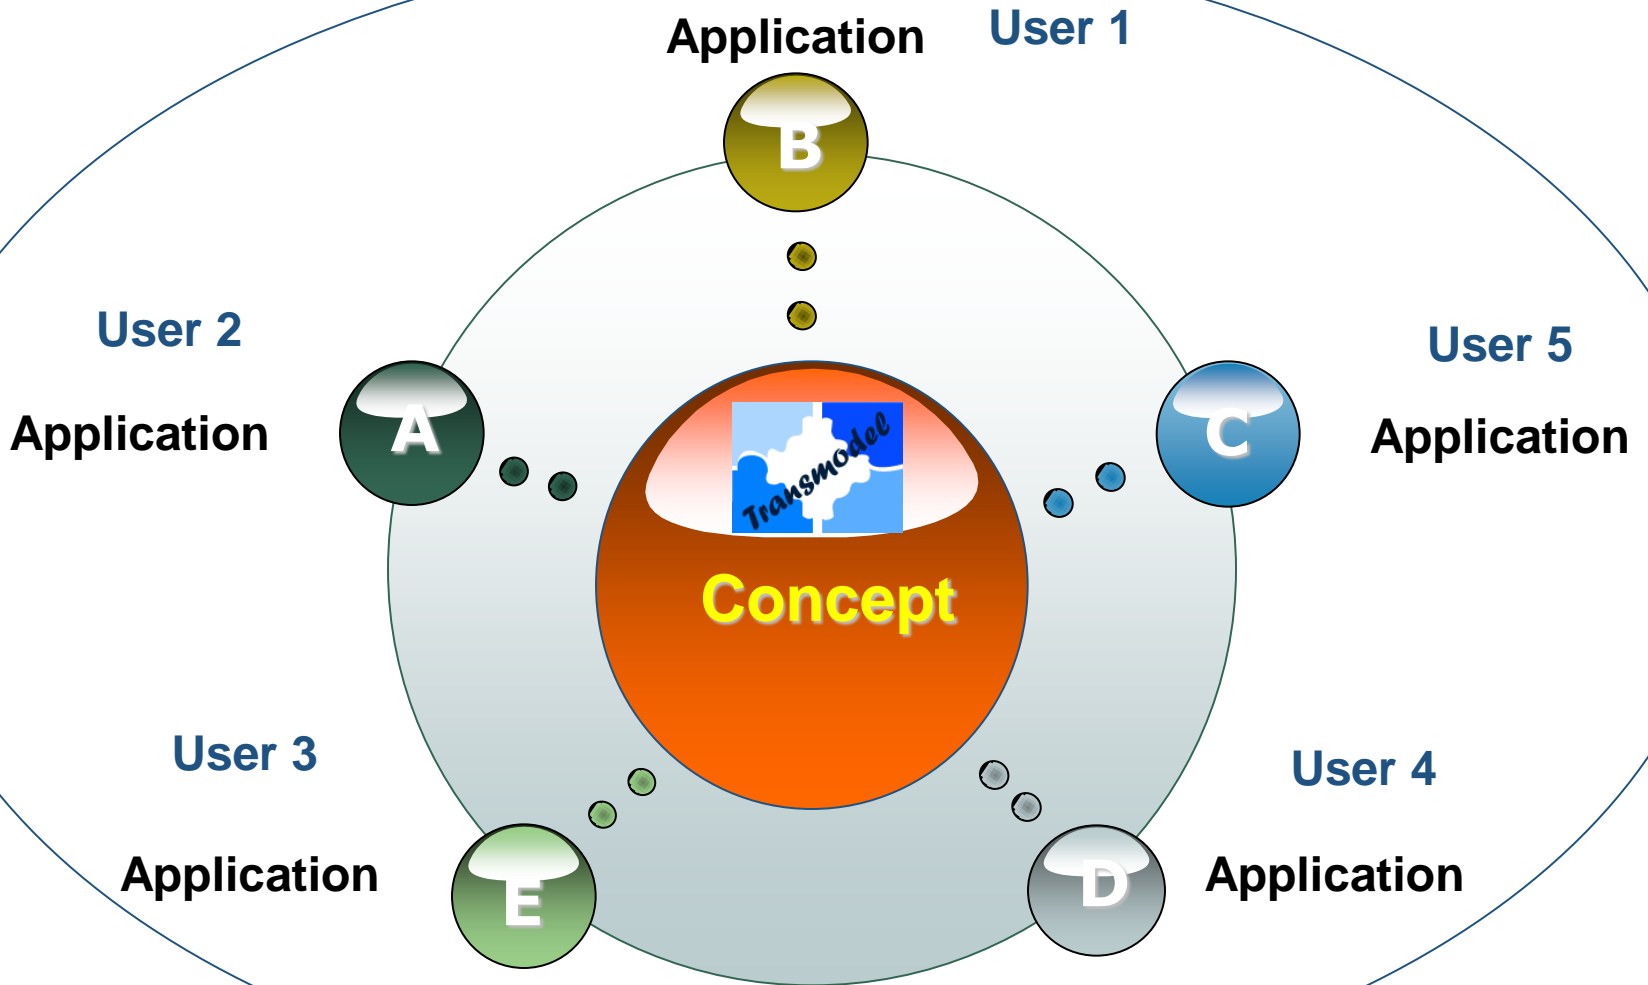 Application
User 1
B
User 2
User 5
A
C
Application
Application
Transmodel
Concept
User 3
User 4
Application
E
D
Application